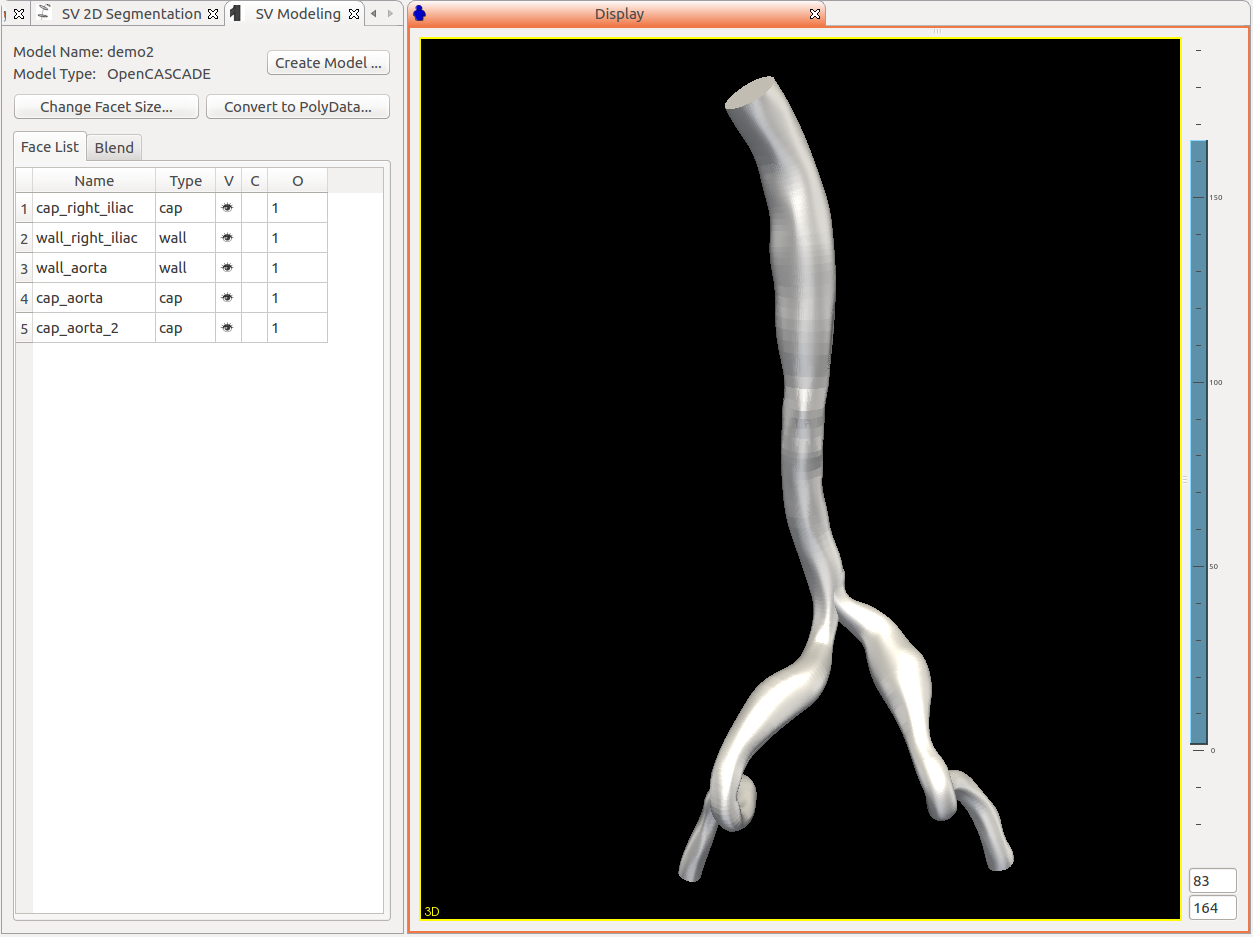 SV 2D Segmentation
SV Modeling
Display
Model Name: demo2
Model Type: OpenCASCADE
Create Model ...
Change Facet Size...
Convert to PolyData...
Face List
Blend
Name Type V C O
1 cap_right_iliac cap 1
2 wall_right_iliac wall 1
3 wall_aorta wall 1
4 cap_aorta cap 1
5 cap_aorta_2 cap 1
150
100
50
0
83
164
3D